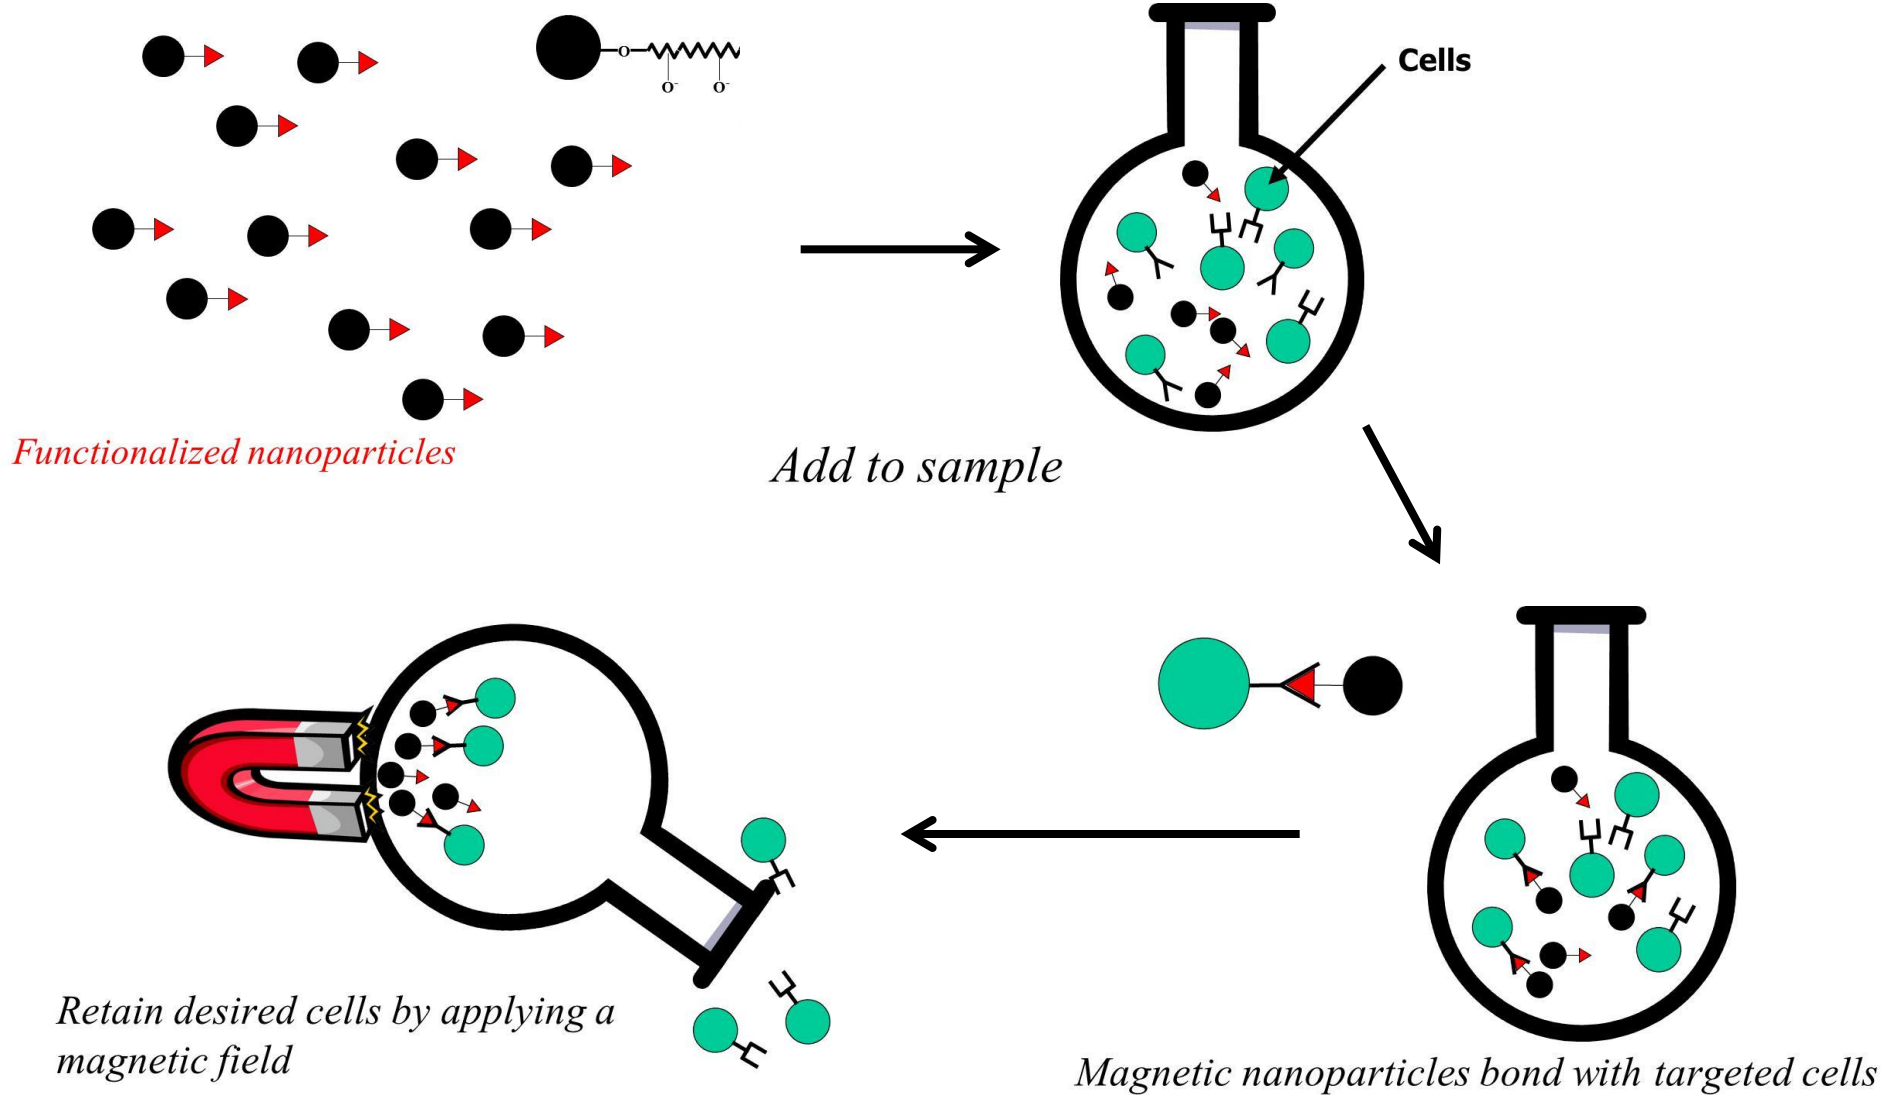 O
O⁻ O⁻
Cells
Functionalized nanoparticles
Add to sample
Retain desired cells by applying a
magnetic field
Magnetic nanoparticles bond with targeted cells